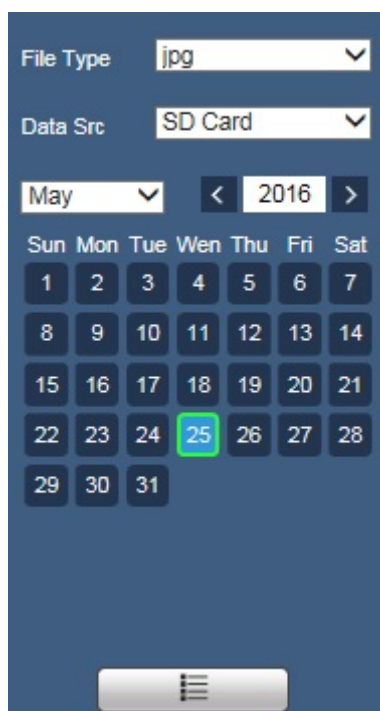 File Type jpg
Data Src SD Card
May < 2016 >
Sun Mon Tue Wen Thu Fri Sat
1 2 3 4 5 6 7
8 9 10 11 12 13 14
15 16 17 18 19 20 21
22 23 24 25 26 27 28
29 30 31